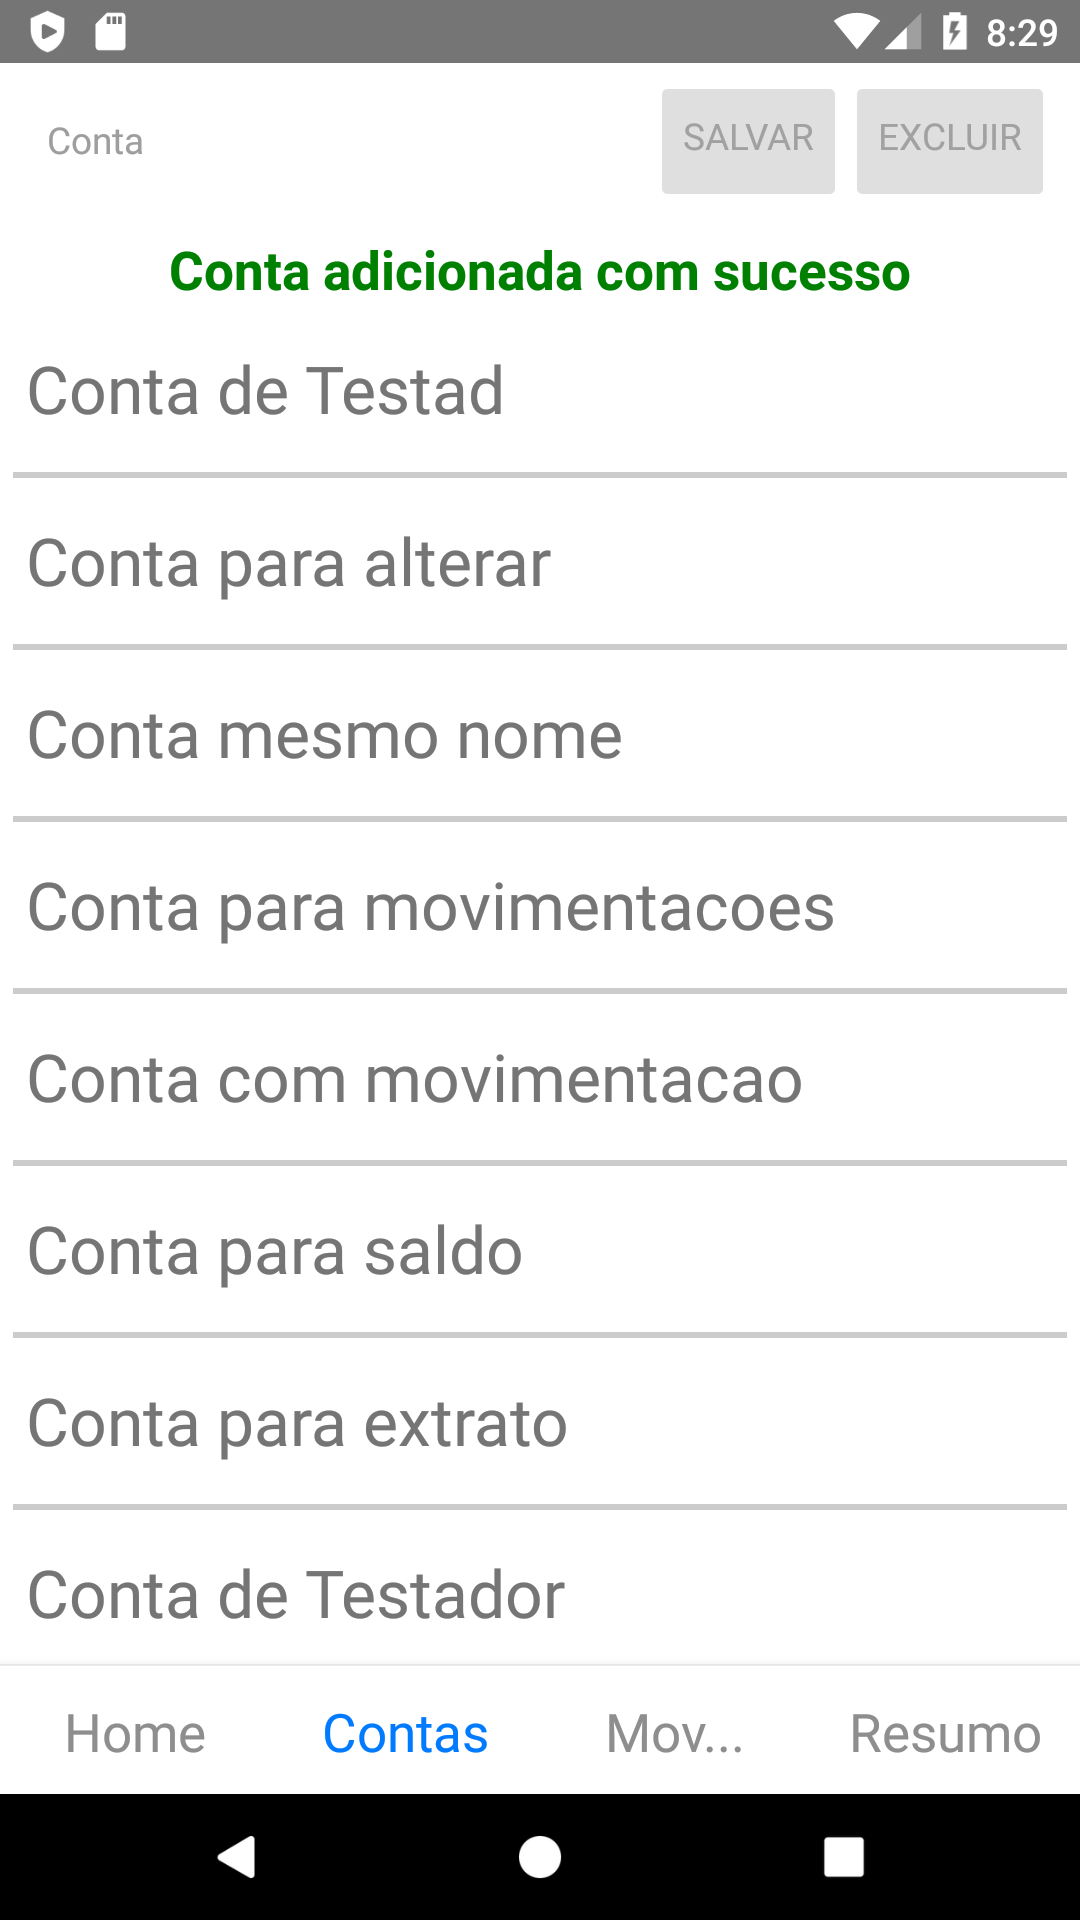 8:29
Conta
SALVAR
EXCLUIR
Conta adicionada com sucesso
Conta de Testad
Conta para alterar
Conta mesmo nome
Conta para movimentacoes
Conta com movimentacao
Conta para saldo
Conta para extrato
Conta de Testador
Home
Contas
Mov...
Resumo